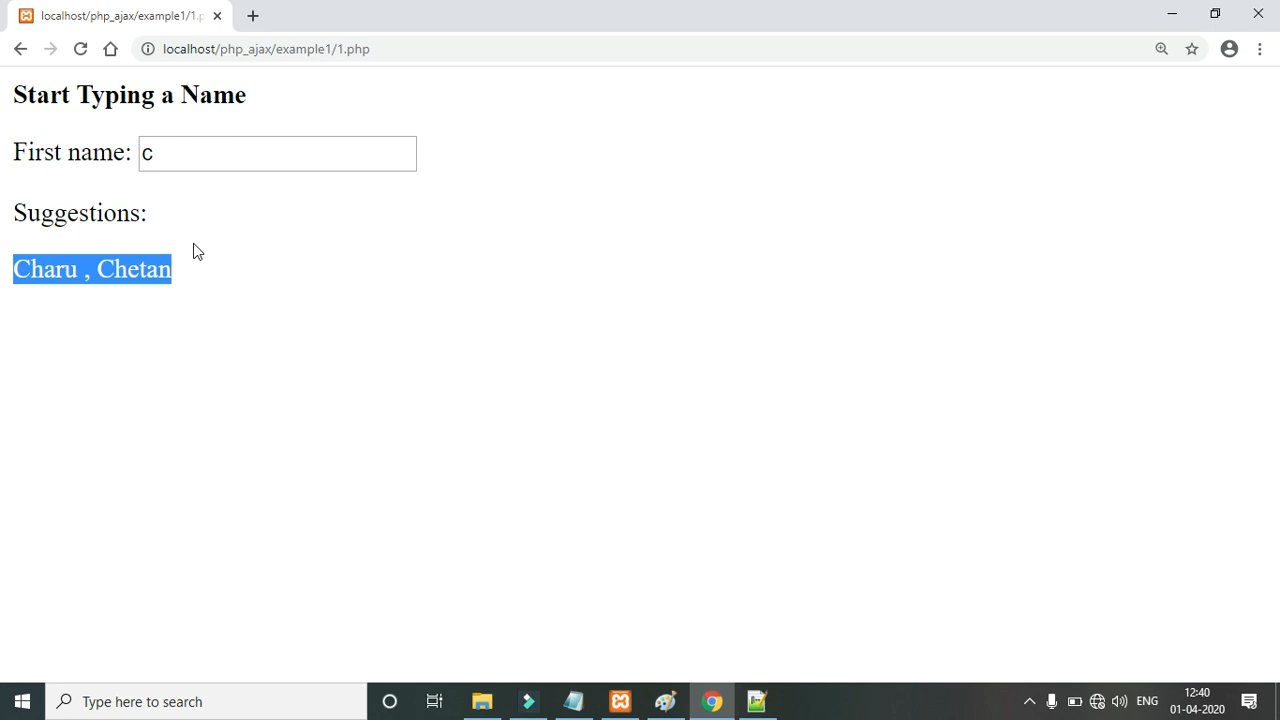 localhost/php_ajax/example1/1.p
localhost/php_ajax/example1/1.php
Start Typing a Name
First name: c
Suggestions:
Charu , Chetan
Type here to search
ENG
12:40
01-04-2020